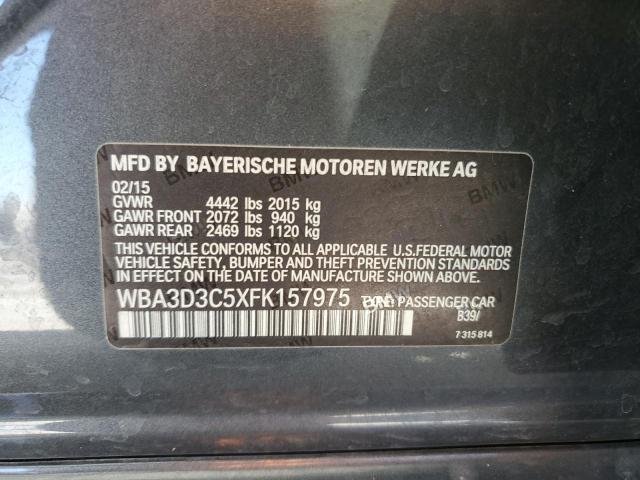 MFD BY BAYERISCHE MOTOREN WERKE AG
02/15
GVWR 4442 lbs 2015 kg
GAWR FRONT 2072 lbs 940 kg
GAWR REAR 2469 lbs 1120 kg
THIS VEHICLE CONFORMS TO ALL APPLICABLE U.S.FEDERAL MOTOR
VEHICLE SAFETY, BUMPER AND THEFT PREVENTION STANDARDS
IN EFFECT ON THE DATE OF MANUFACTURE SHOWN ABOVE.
WBA3D3C5XFK157975 TYPE: PASSENGER CAR
B39/
7 315 814